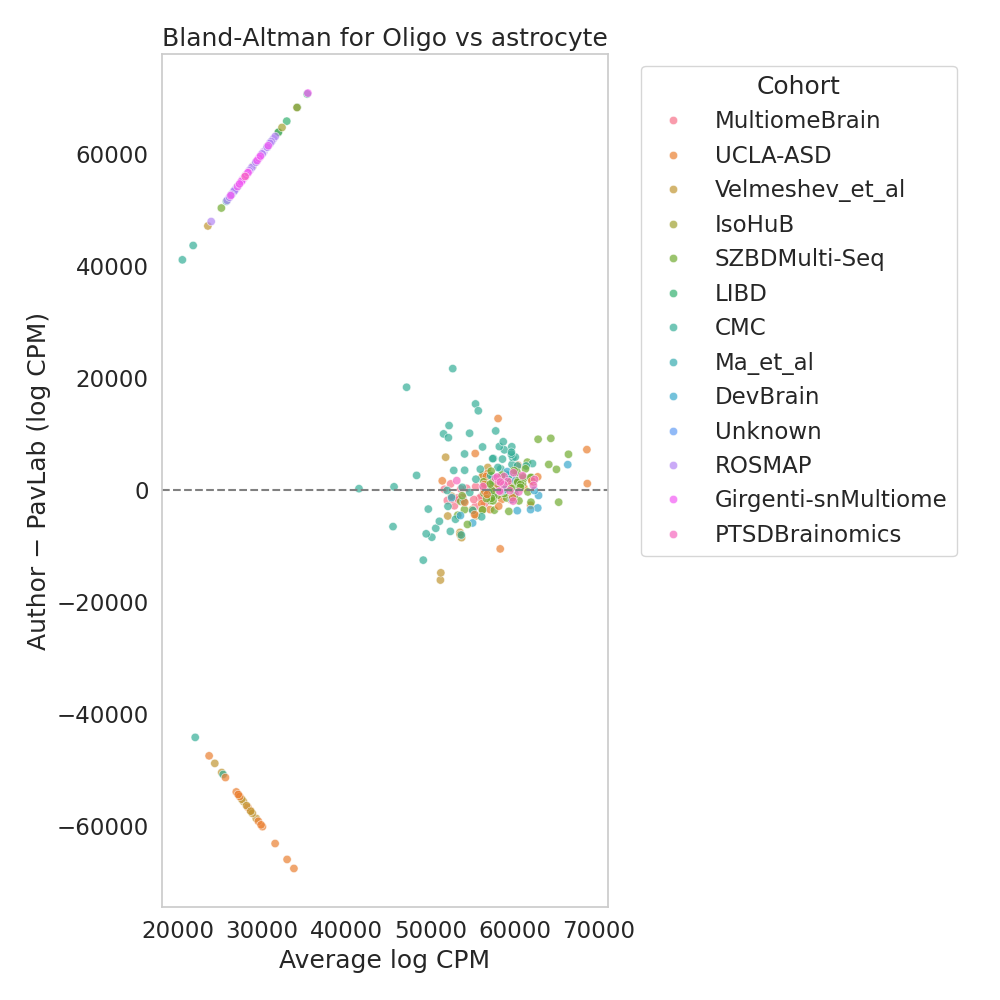 Bland-Altman for Oligo vs astrocyte
Author − PavLab (log CPM)
60000
40000
20000
0
−20000
−40000
−60000
20000 30000 40000 50000 60000 70000
Average log CPM
Cohort
MultiomeBrain
UCLA-ASD
Velmeshev_et_al
IsoHuB
SZBDMulti-Seq
LIBD
CMC
Ma_et_al
DevBrain
Unknown
ROSMAP
Girgenti-snMultiome
PTSDBrainomics